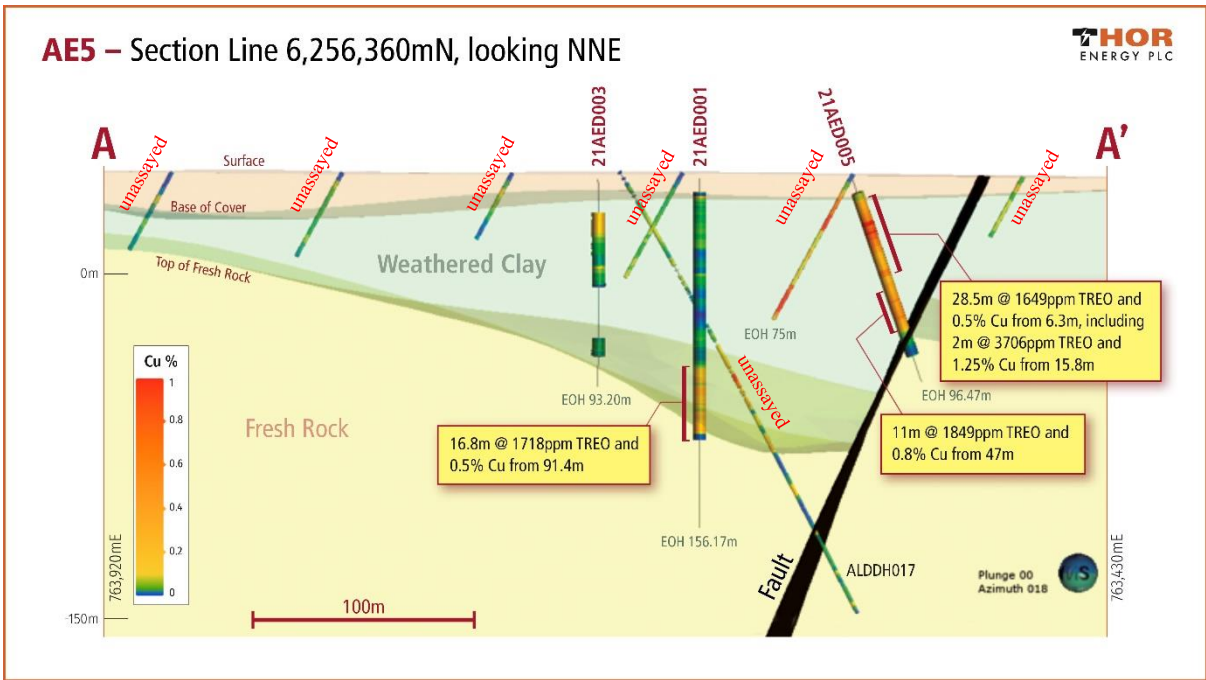 AE5 – Section Line 6,256,360mN, looking NNE
THOR
ENERGY PLC
A
A'
21AED003
21AED001
21AED005
unassayed
unassayed
unassayed
unassayed
unassayed
unassayed
unassayed
Surface
Base of Cover
Top of Fresh Rock
0m
Weathered Clay
EOH 75m
28.5m @ 1649ppm TREO and
0.5% Cu from 6.3m, including
2m @ 3706ppm TREO and
1.25% Cu from 15.8m
Cu %
1
0.8
0.6
0.4
0.2
0
EOH 93.20m
EOH 96.47m
Fresh Rock
16.8m @ 1718ppm TREO and
0.5% Cu from 91.4m
11m @ 1849ppm TREO and
0.8% Cu from 47m
EOH 156.17m
Fault
ALDDH017
Plunge 00
Azimuth 018
763,920mE
763,430mE
100m
-150m